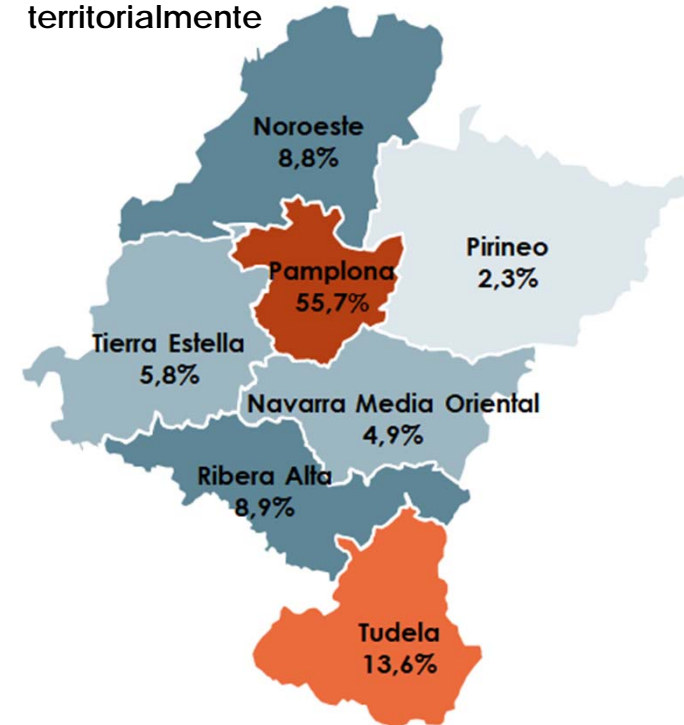 territorialmente
Noroeste
8,8%
Pirineo
2,3%
Pamplona
55,7%
Tierra Estella
5,8%
Navarra Media Oriental
4,9%
Ribera Alta
8,9%
Tudela
13,6%